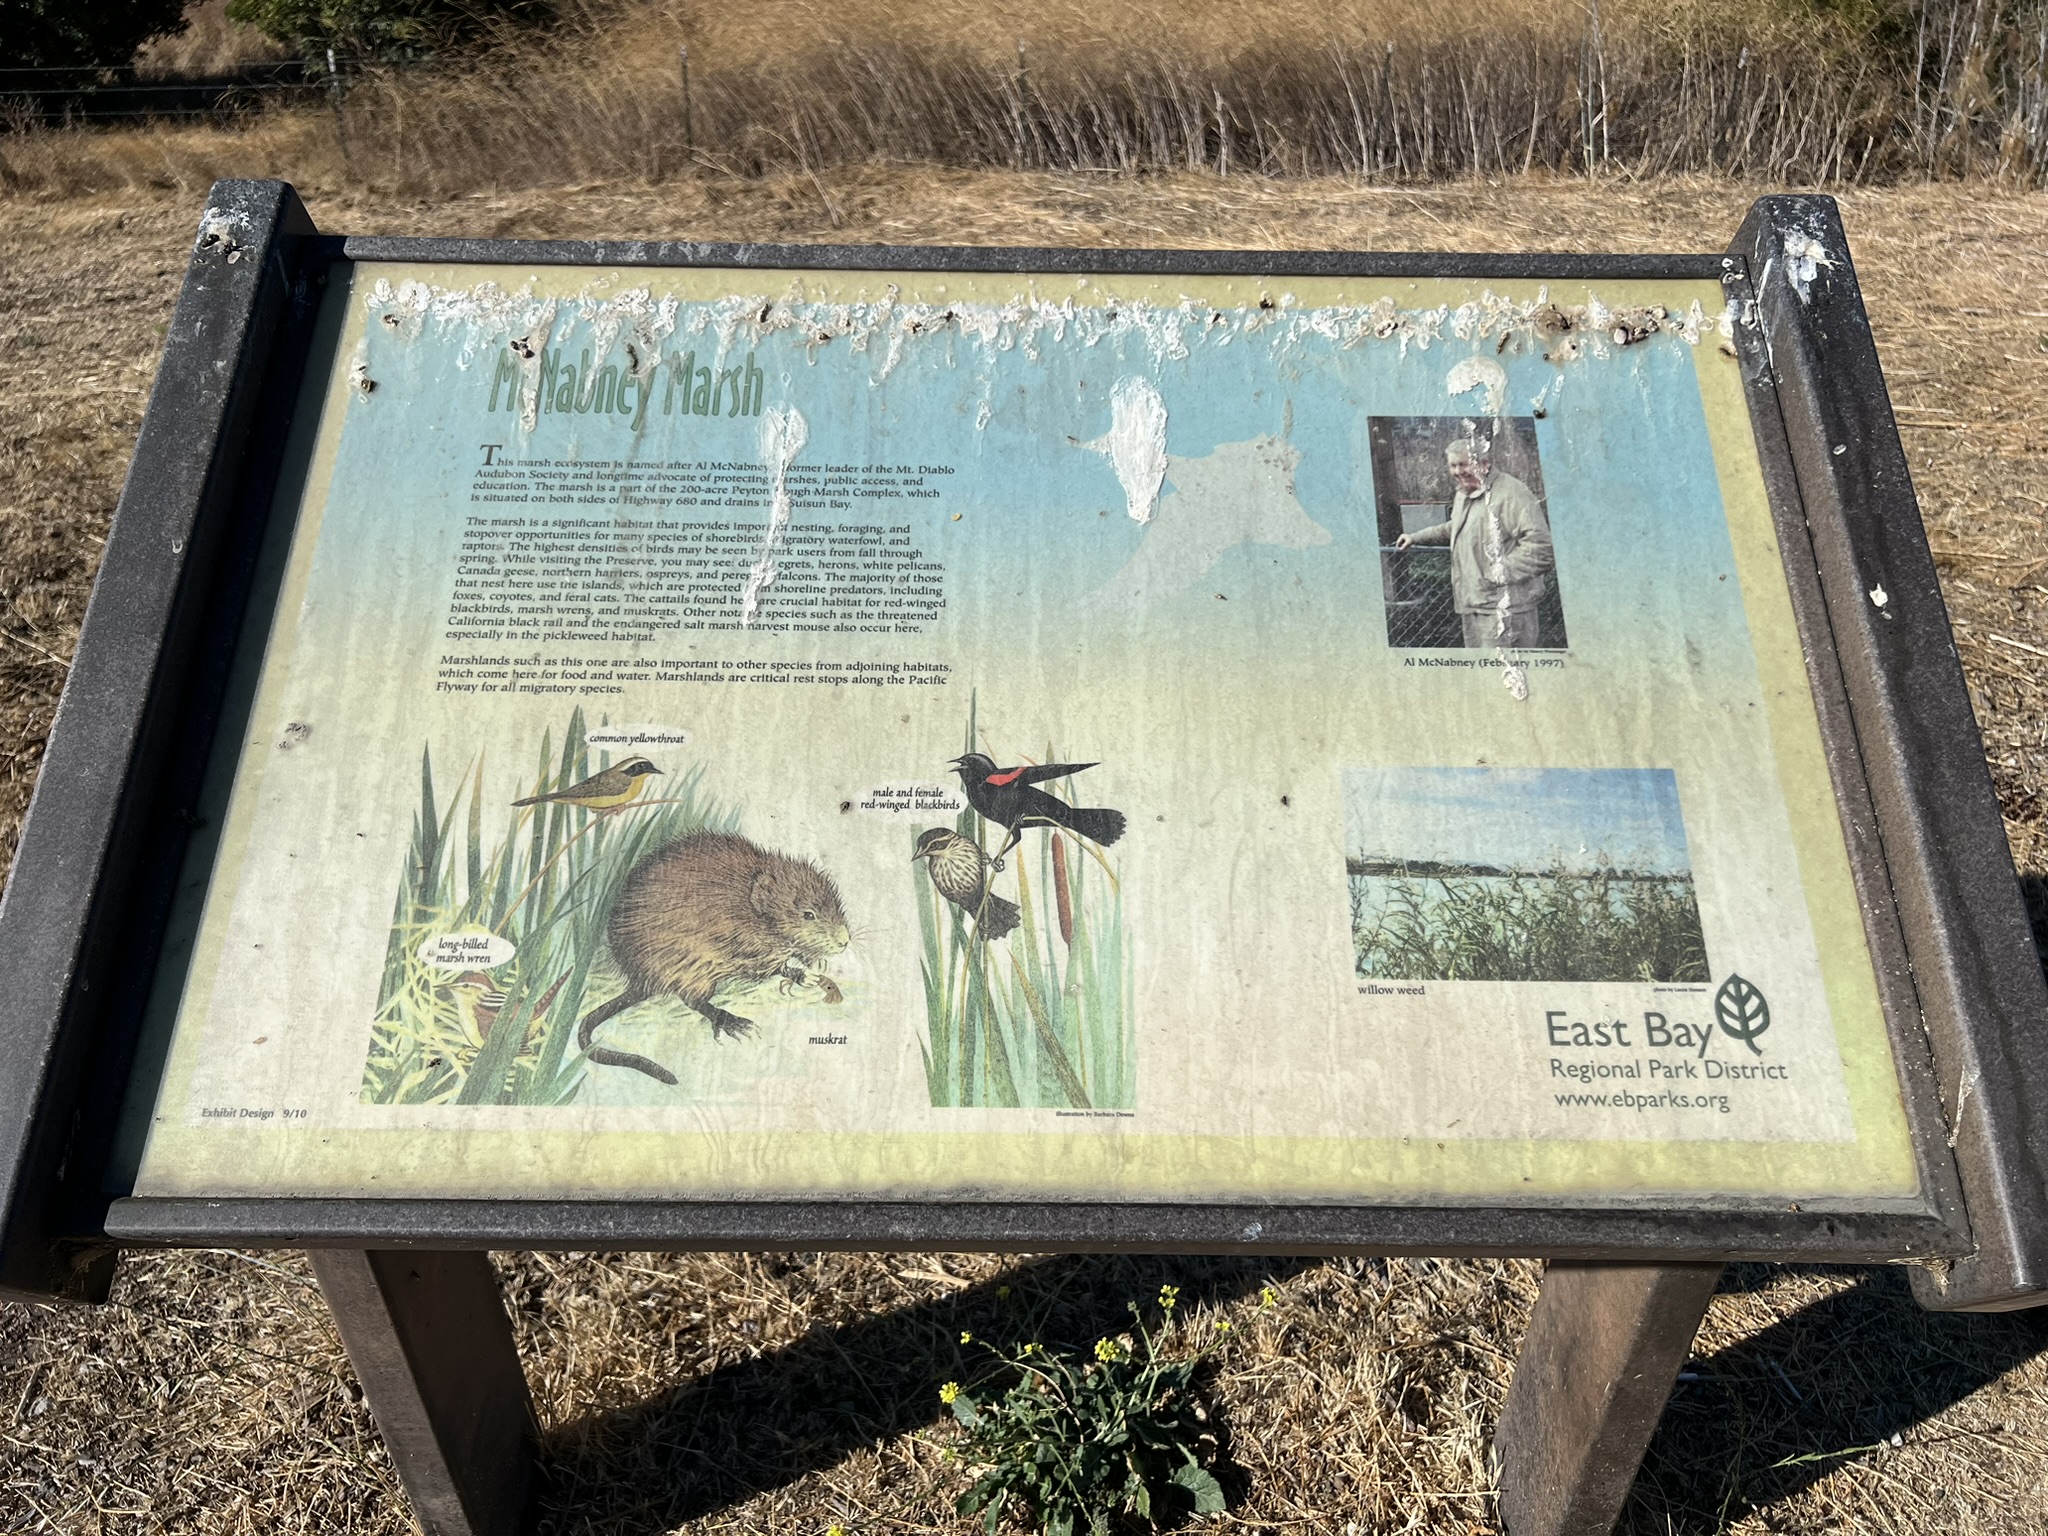 McNabney Marsh
This marsh ecosystem is named after Al McNabney, former leader of the Mt. Diablo
Audubon Society and longtime advocate of protecting marshes, public access, and
education. The marsh is a part of the 200-acre Peyton Slough Marsh Complex, which
is situated on both sides of Highway 680 and drains into Suisun Bay.
The marsh is a significant habitat that provides important nesting, foraging, and
stopover opportunities for many species of shorebirds, migratory waterfowl, and
raptors. The highest densities of birds may be seen by park users from fall through
spring. While visiting the Preserve, you may see: ducks, egrets, herons, white pelicans,
Canada geese, northern harriers, ospreys, and peregrine falcons. The majority of those
that nest here use the islands, which are protected from shoreline predators, including
foxes, coyotes, and feral cats. The cattails found here are crucial habitat for red-winged
blackbirds, marsh wrens, and muskrats. Other notable species such as the threatened
California black rail and the endangered salt marsh harvest mouse also occur here,
especially in the pickleweed habitat.
Marshlands such as this one are also important to other species from adjoining habitats,
which come here for food and water. Marshlands are critical rest stops along the Pacific
Flyway for all migratory species.
Al McNabney (February 1997)
common yellowthroat
male and female
red-winged blackbirds
long-billed
marsh wren
muskrat
willow weed
East Bay
Regional Park District
www.ebparks.org
Exhibit Design 9/10
illustration by Barbara Downs